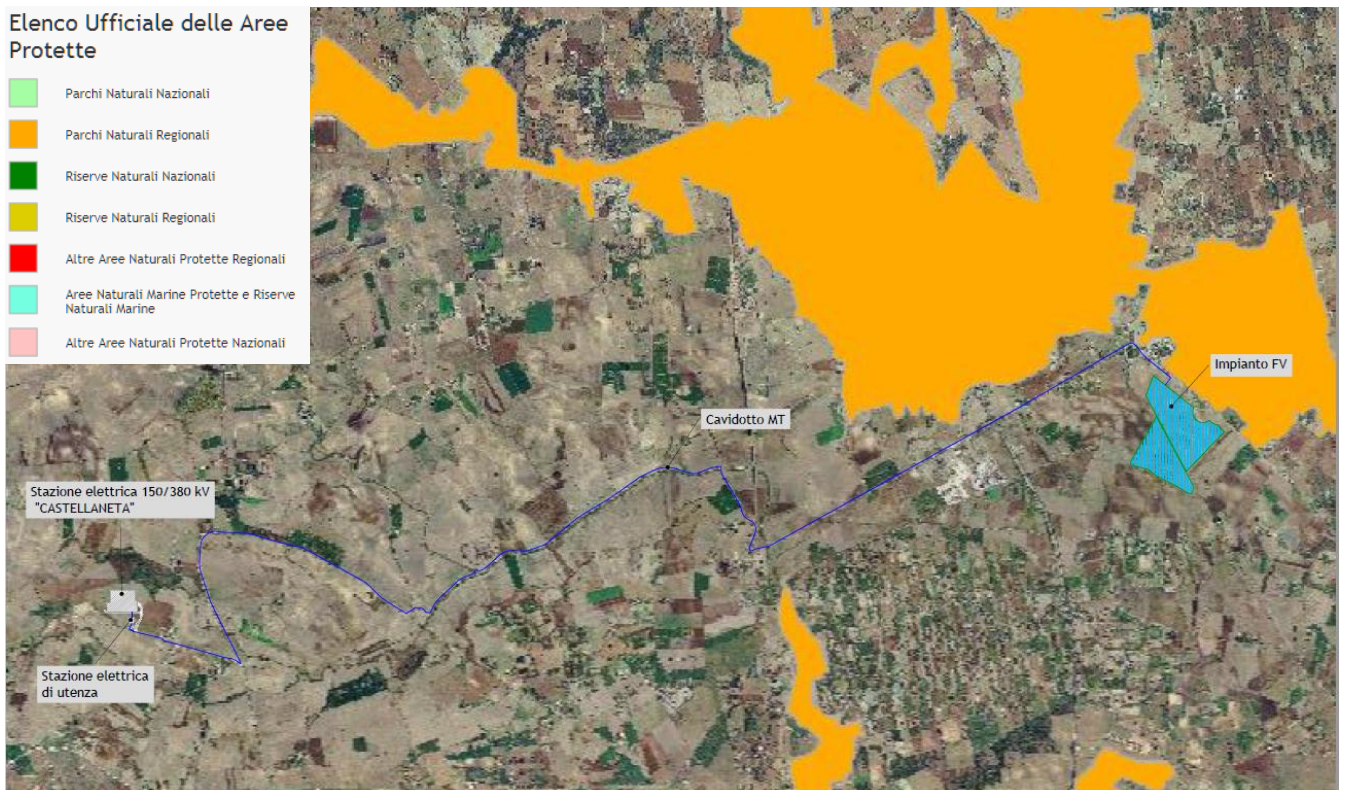 Elenco Ufficiale delle Aree
Protette
Parchi Naturali Nazionali
Parchi Naturali Regionali
Riserve Naturali Nazionali
Riserve Naturali Regionali
Altre Aree Naturali Protette Regionali
Aree Naturali Marine Protette e Riserve
Naturali Marine
Altre Aree Naturali Protette Nazionali
Impianto FV
Cavidotto MT
Stazione elettrica 150/380 kV
"CASTELLANETA"
Stazione elettrica
di utenza